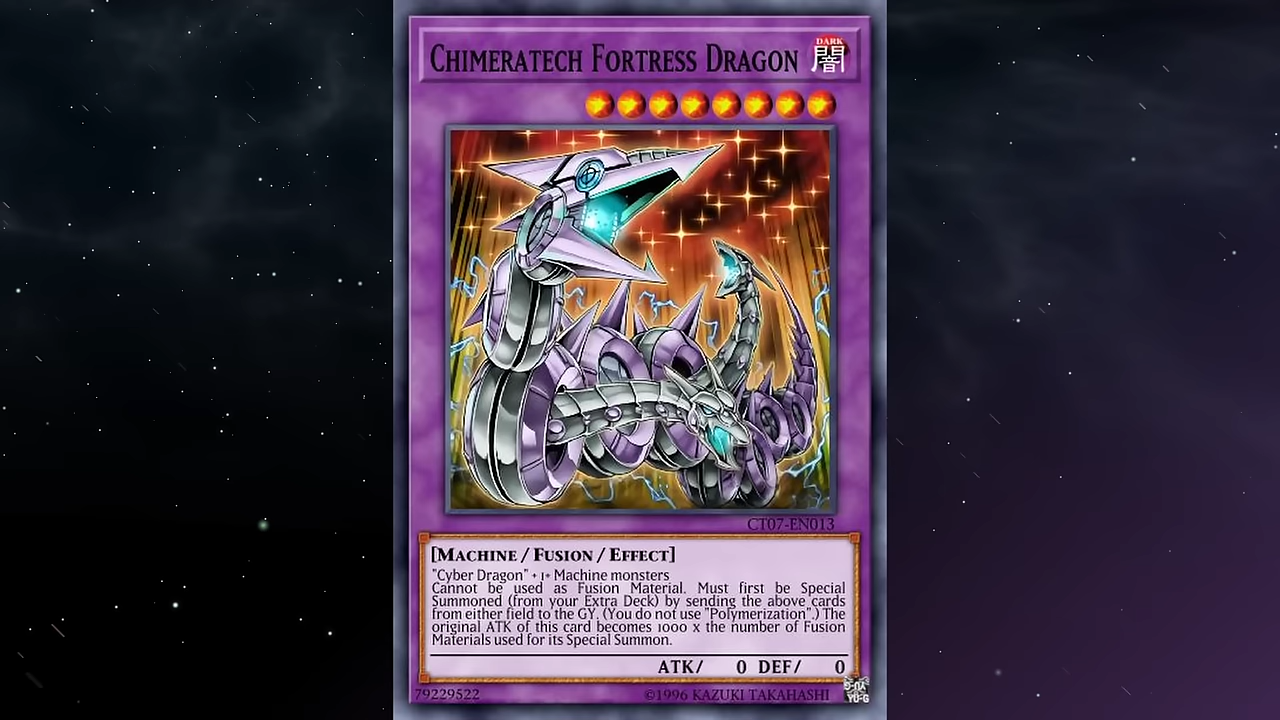 CHIMERATECH FORTRESS DRAGON
DARK
闇
CT07-EN013
[MACHINE / FUSION / EFFECT]
"Cyber Dragon" + 1+ Machine monsters
Cannot be used as Fusion Material. Must first be Special
Summoned (from your Extra Deck) by sending the above cards
from either field to the GY. (You do not use "Polymerization".) The
original ATK of this card becomes 1000 x the number of Fusion
Materials used for its Special Summon.
ATK/ 0 DEF/ 0
79229522
©1996 KAZUKI TAKAHASHI